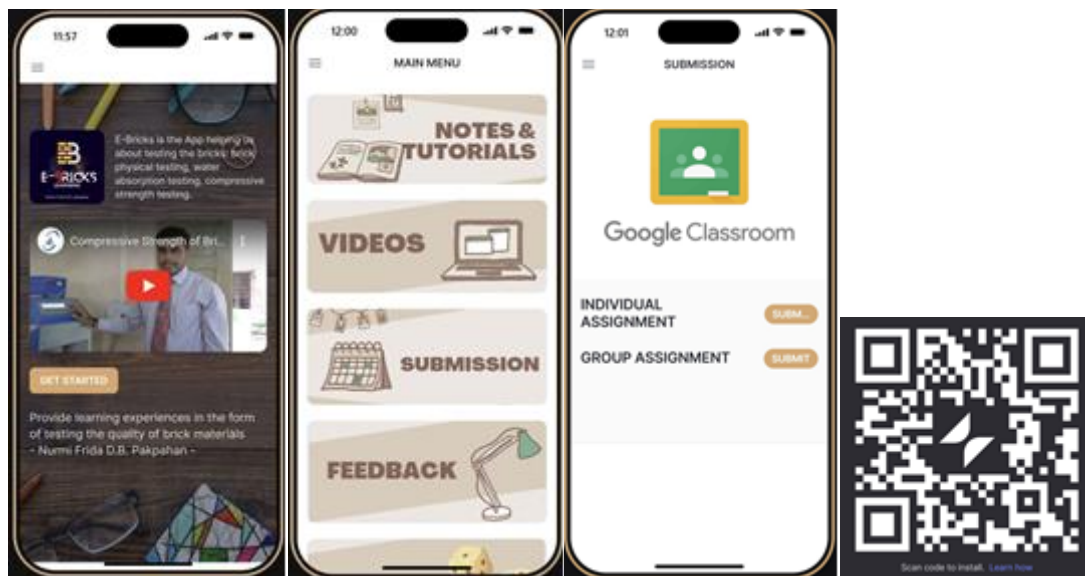 11:57
E-Bricks is the App helping us
about testing the bricks: brick
physical testing, water
absorption testing, compressive
strength testing.
E-BRICKS
Compressive Strength of Bri...
GET STARTED
Provide learning experiences in the form
of testing the quality of brick materials
- Nurmi Frida D.B. Pakpahan -
12:00
MAIN MENU
NOTES &
TUTORIALS
VIDEOS
SUBMISSION
FEEDBACK
12:01
SUBMISSION
Google Classroom
INDIVIDUAL
ASSIGNMENT
SUBM...
GROUP ASSIGNMENT
SUBMIT
Scan code to install. Learn how